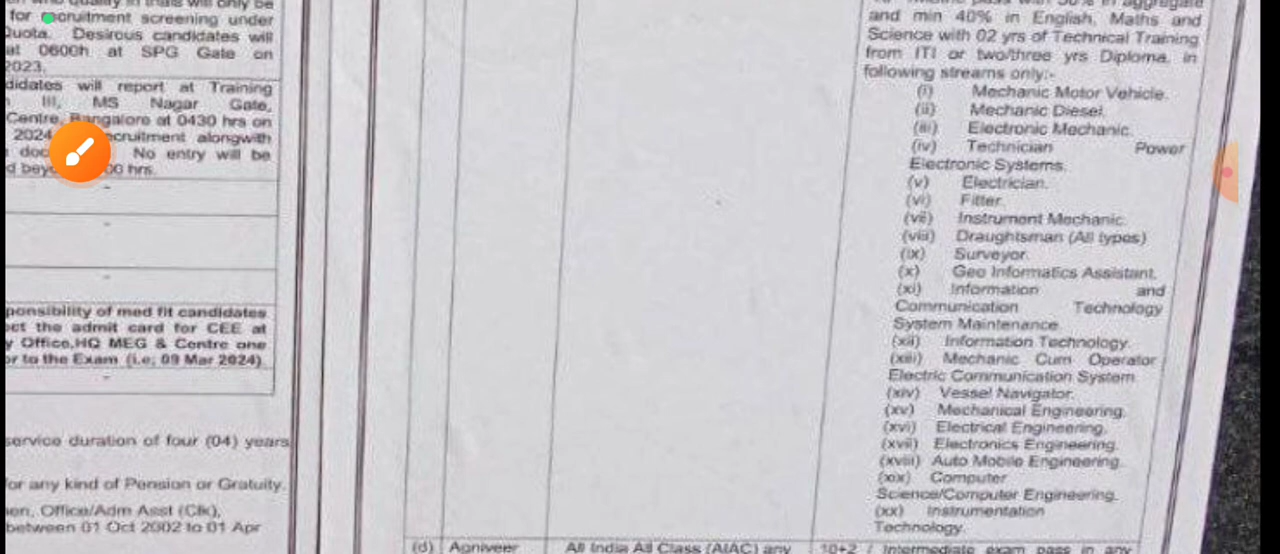 for recruitment screening under
Quota. Desirous candidates will
at 0600h at SPG Gate on
2023.
didates will report at Training
III, MS Nagar Gate,
Centre, Bangalore at 0430 hrs on
2024 recruitment alongwith
doc No entry will be
d bey 00 hrs.
-
-
-
ponsibility of med fit candidates
ect the admit card for CEE at
y Office,HQ MEG & Centre one
or to the Exam (i.e; 09 Mar 2024)
-
service duration of four (04) years
or any kind of Pension or Gratuity.
en, Office/Adm Asst (Clk),
between 01 Oct 2002 to 01 Apr
and min 40% in English, Maths and
Science with 02 yrs of Technical Training
from ITI or two/three yrs Diploma. in
following streams only:-
(i) Mechanic Motor Vehicle.
(ii) Mechanic Diesel.
(iii) Electronic Mechanic.
(iv) Technician Power
Electronic Systems.
(v) Electrician.
(vi) Fitter.
(vii) Instrument Mechanic.
(viii) Draughtsman (All types)
(ix) Surveyor.
(x) Geo Informatics Assistant.
(xi) Information and
Communication Technology
System Maintenance.
(xii) Information Technology.
(xiii) Mechanic Cum Operator
Electric Communication System
(xiv) Vessel Navigator.
(xv) Mechanical Engineering.
(xvi) Electrical Engineering.
(xvii) Electronics Engineering.
(xviii) Auto Mobile Engineering.
(xix) Computer
Science/Computer Engineering.
(xx) Instrumentation
Technology.
(d) Agniveer All India All Class (AIAC) any 10+2 / Intermediate exam pass in any